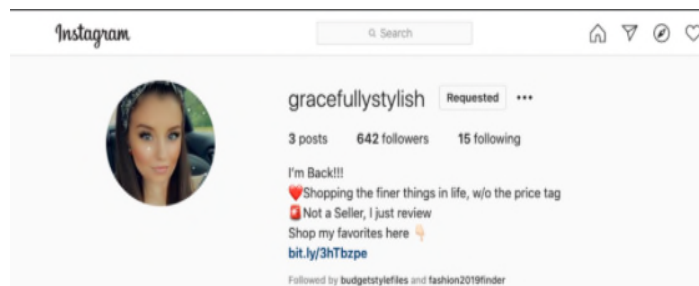 Instagram
Search
gracefullystylish Requested
3 posts 642 followers 15 following
I'm Back!!!
❤️Shopping the finer things in life, w/o the price tag
🚨Not a Seller, I just review
Shop my favorites here 👇🏻
bit.ly/3hTbzpe
Followed by budgetstylefiles and fashion2019finder